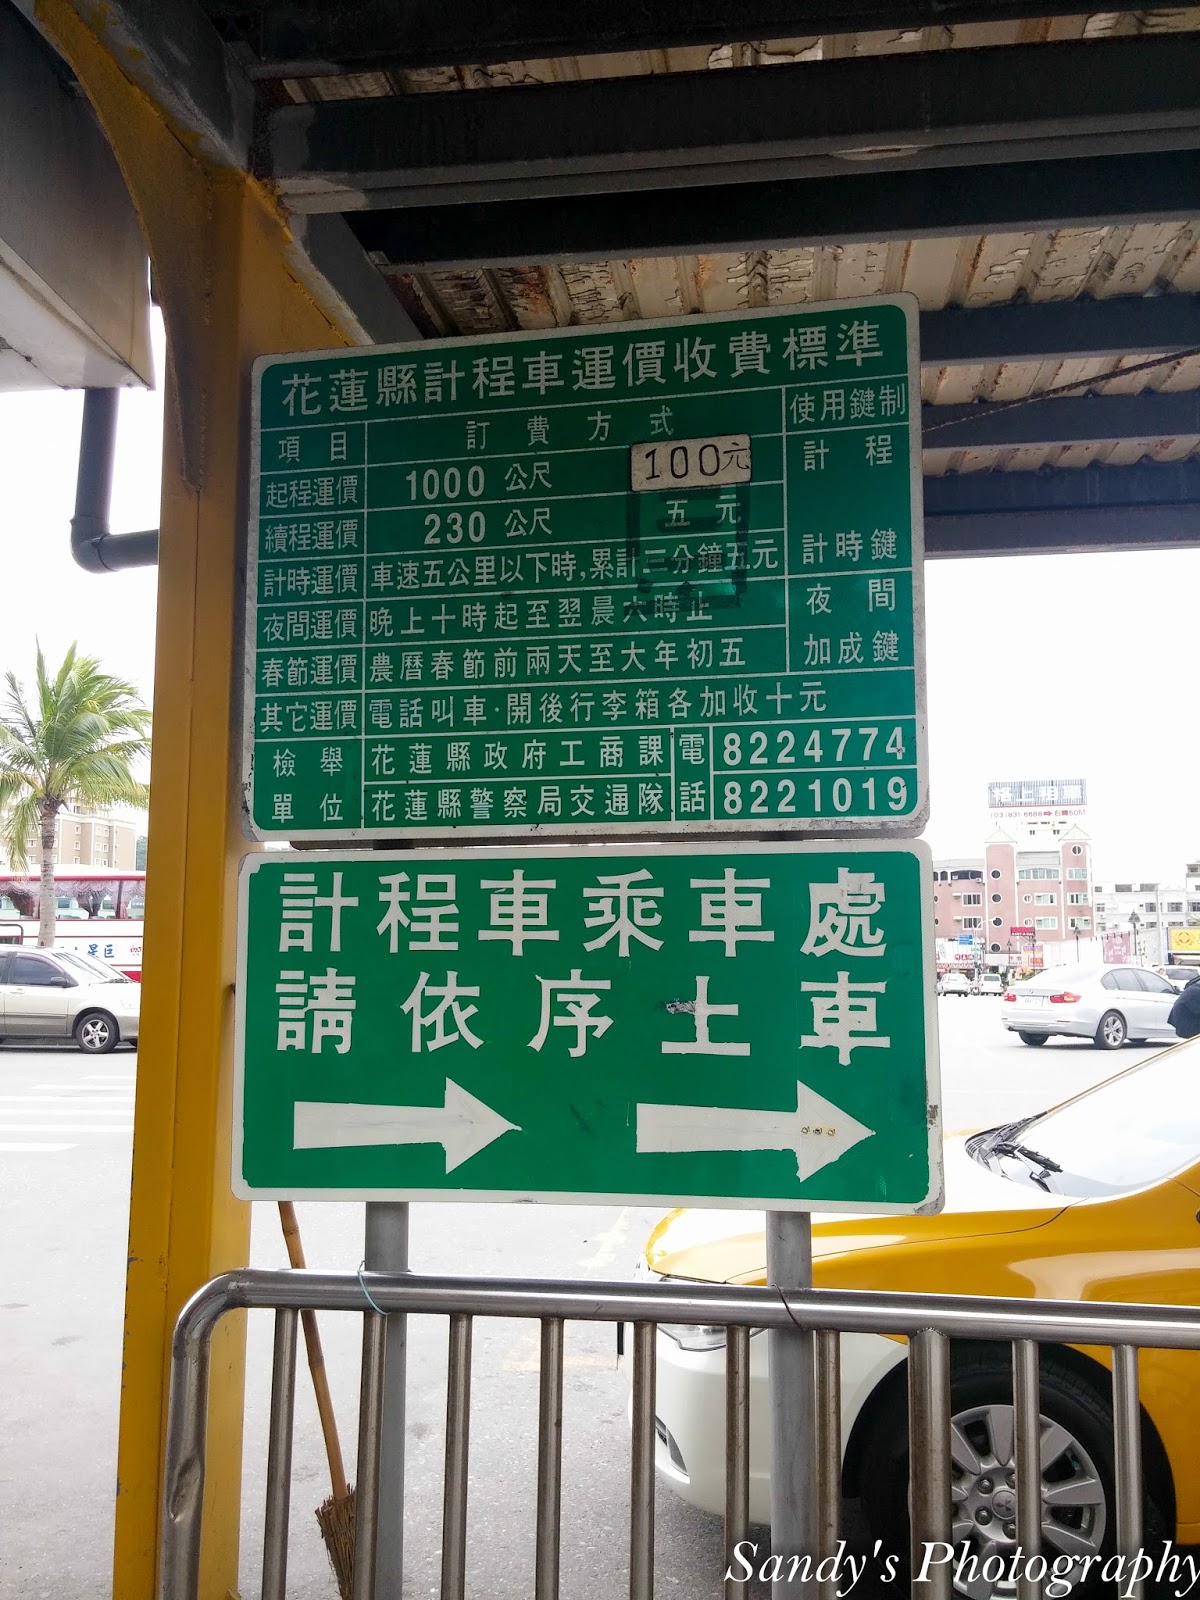 花蓮縣計程車運價收費標準
項目 訂費方式 使用鍵制
起程運價 1000 公尺 100元 計程
續程運價 230 公尺 五元
計時運價 車速五公里以下時,累計三分鐘五元 計時鍵
夜間運價 晚上十時起至翌晨六時止 夜間
春節運價 農曆春節前兩天至大年初五 加成鍵
其它運價 電話叫車·開後行李箱各加收十元
檢舉 花蓮縣政府工商課 電 8224774
單位 花蓮縣警察局交通隊 話 8221019
計程車乘車處
請依序上車
(03)831-6688
Sandy's Photography